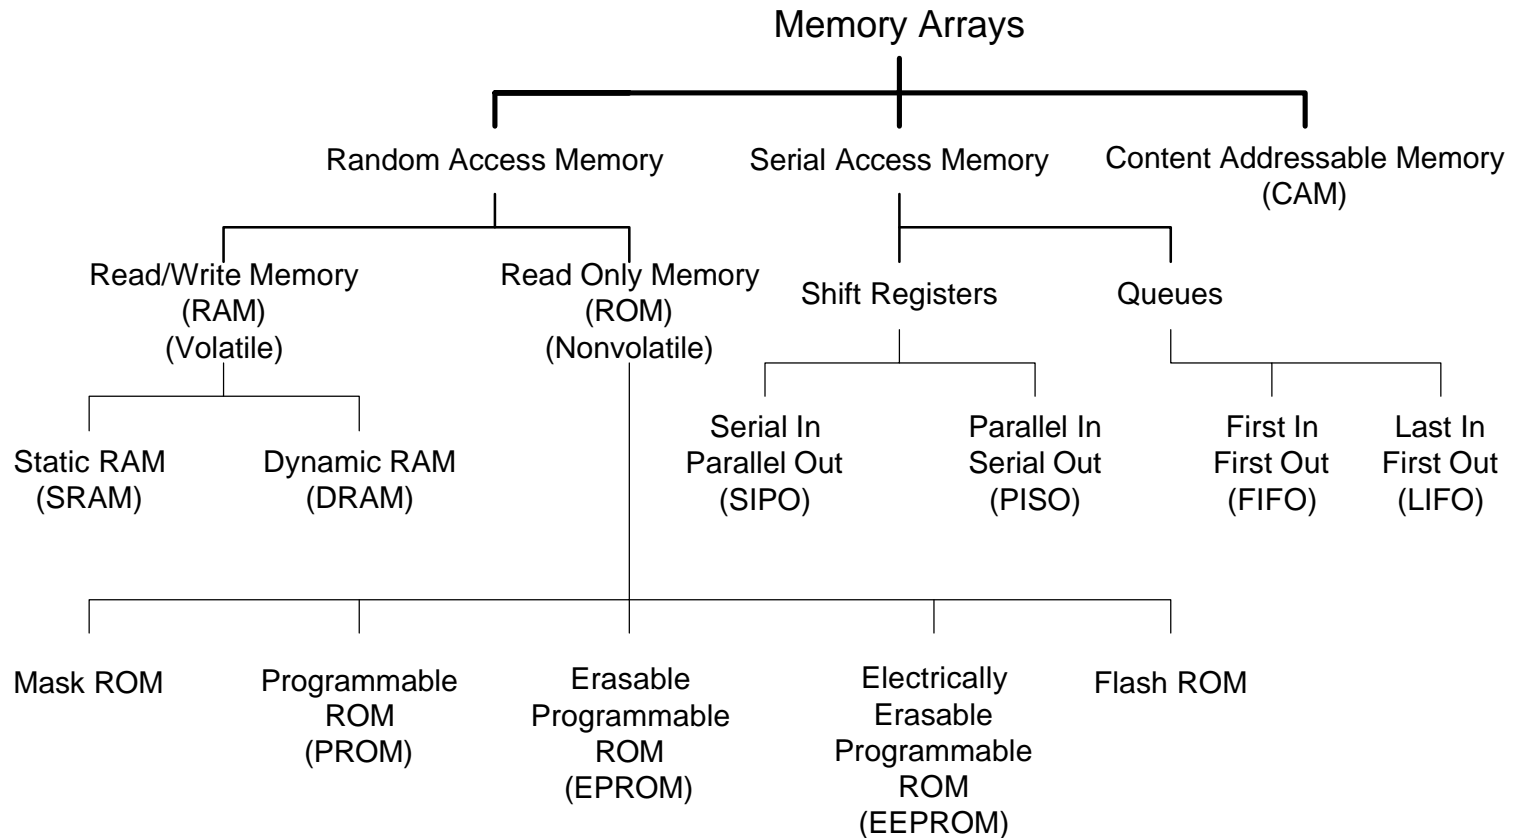 Memory Arrays
Random Access Memory
Serial Access Memory
Content Addressable Memory
(CAM)
Read/Write Memory
(RAM)
(Volatile)
Read Only Memory
(ROM)
(Nonvolatile)
Shift Registers
Queues
Static RAM
(SRAM)
Dynamic RAM
(DRAM)
Serial In
Parallel Out
(SIPO)
Parallel In
Serial Out
(PISO)
First In
First Out
(FIFO)
Last In
First Out
(LIFO)
Mask ROM
Programmable
ROM
(PROM)
Erasable
Programmable
ROM
(EPROM)
Electrically
Erasable
Programmable
ROM
(EEPROM)
Flash ROM